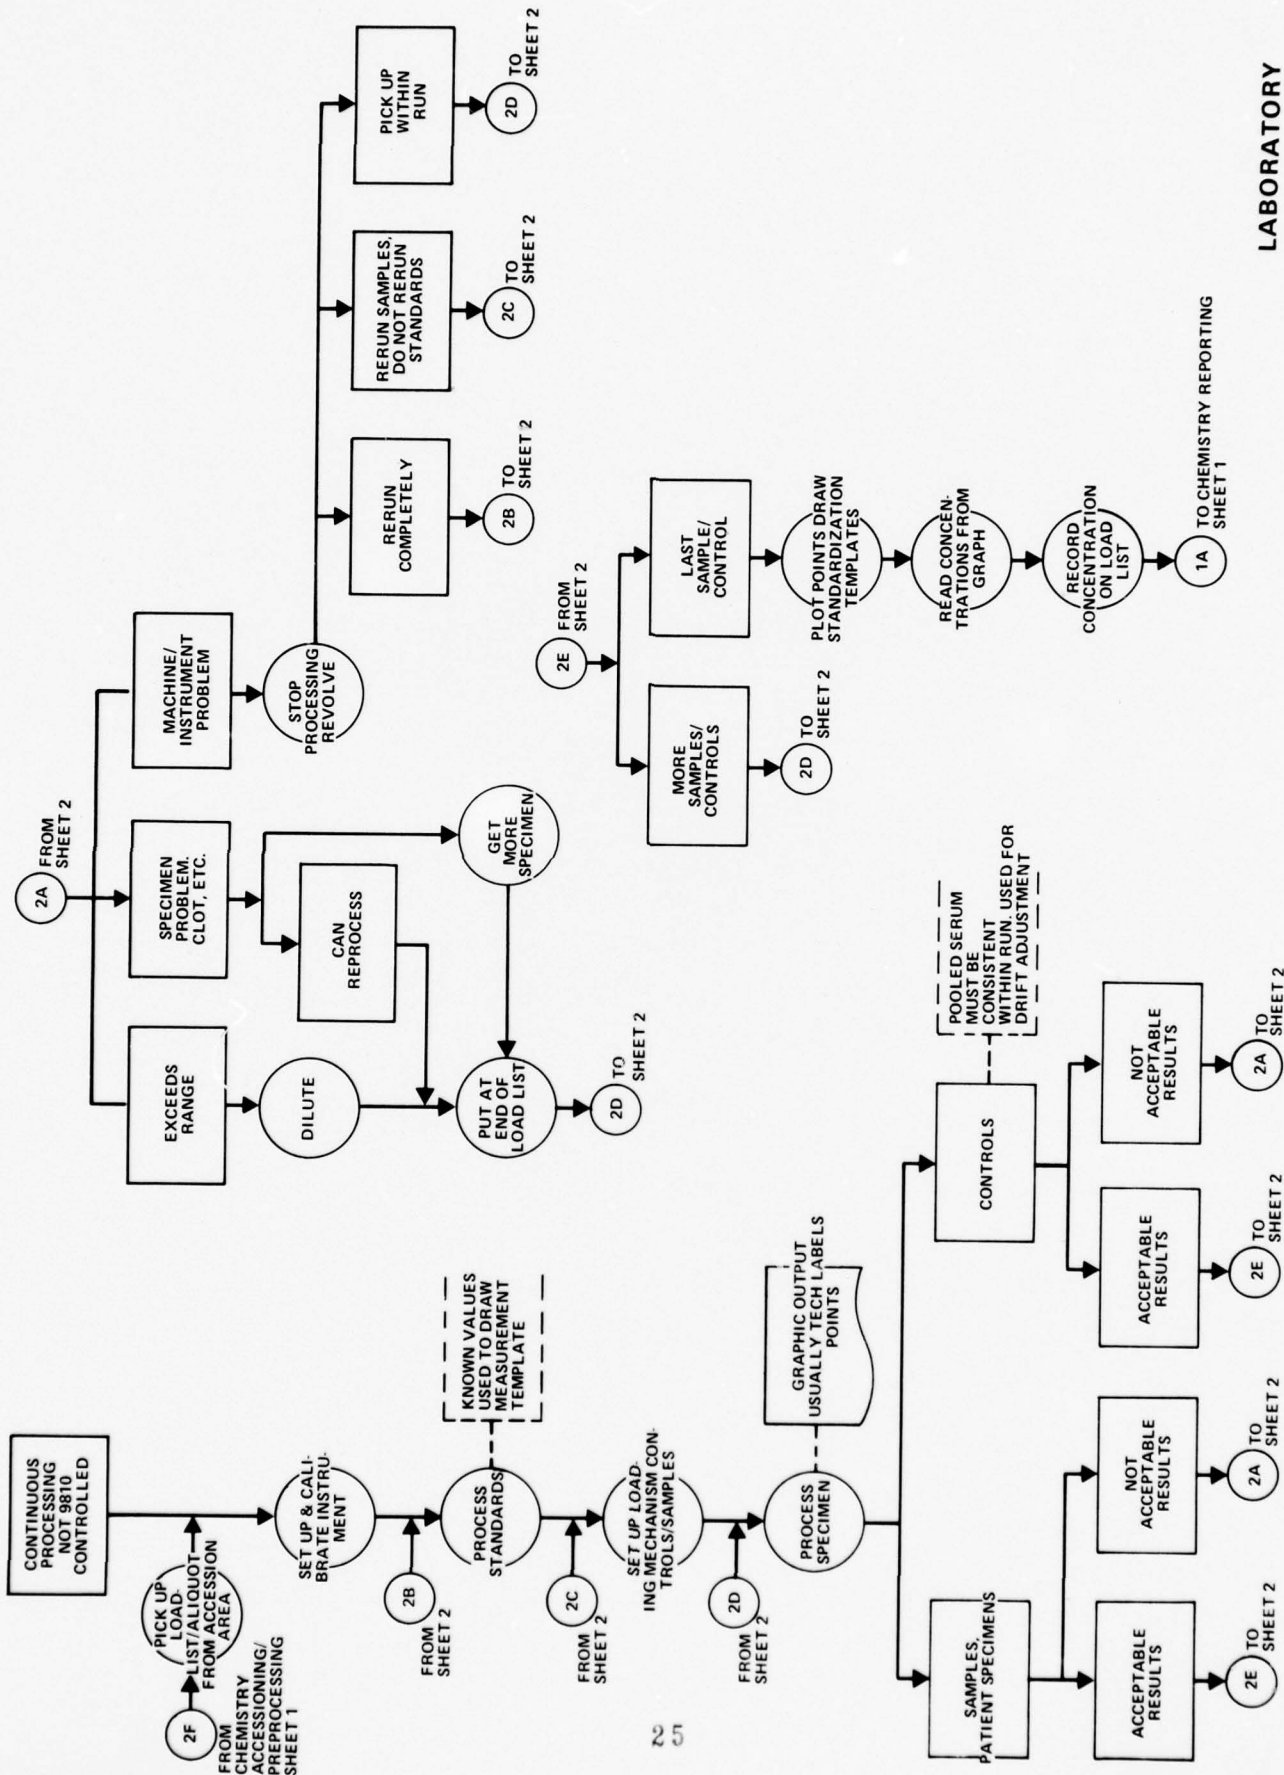 CONTINUOUS
PROCESSING
NOT 9810
CONTROLLED
2F
FROM
CHEMISTRY
ACCESSIONING/
PREPROCESSING
SHEET 1
PICK UP
LOAD-
LIST/ALIQUOT
FROM ACCESSION
AREA
SET UP & CALI-
BRATE INSTRU-
MENT
2B
FROM
SHEET 2
PROCESS
STANDARDS
KNOWN VALUES
USED TO DRAW
MEASUREMENT
TEMPLATE
2C
FROM
SHEET 2
SET UP LOAD-
ING MECHANISM CON-
TROLS/SAMPLES
2D
FROM
SHEET 2
PROCESS
SPECIMEN
GRAPHIC OUTPUT
USUALLY TECH LABELS
POINTS
SAMPLES,
PATIENT SPECIMENS
ACCEPTABLE
RESULTS
2E
TO
SHEET 2
NOT
ACCEPTABLE
RESULTS
2A
TO
SHEET 2
CONTROLS
POOLED SERUM
MUST BE
CONSISTENT
WITHIN RUN. USED FOR
DRIFT ADJUSTMENT
ACCEPTABLE
RESULTS
2E
TO
SHEET 2
NOT
ACCEPTABLE
RESULTS
2A
TO
SHEET 2
2A
FROM
SHEET 2
EXCEEDS
RANGE
DILUTE
PUT AT
END OF
LOAD LIST
2D
TO
SHEET 2
SPECIMEN
PROBLEM.
CLOT, ETC.
CAN
REPROCESS
GET
MORE
SPECIMEN
MACHINE/
INSTRUMENT
PROBLEM
STOP
PROCESSING
REVOLVE
RERUN
COMPLETELY
2B
TO
SHEET 2
RERUN SAMPLES,
DO NOT RERUN
STANDARDS
2C
TO
SHEET 2
PICK UP
WITHIN
RUN
2D
TO
SHEET 2
2E
FROM
SHEET 2
MORE
SAMPLES/
CONTROLS
2D
TO
SHEET 2
LAST
SAMPLE/
CONTROL
PLOT POINTS DRAW
STANDARDIZATION
TEMPLATES
READ CONCEN-
TRATIONS FROM
GRAPH
RECORD
CONCENTRATION
ON LOAD
LIST
1A
TO CHEMISTRY REPORTING
SHEET 1
LABORATORY
25